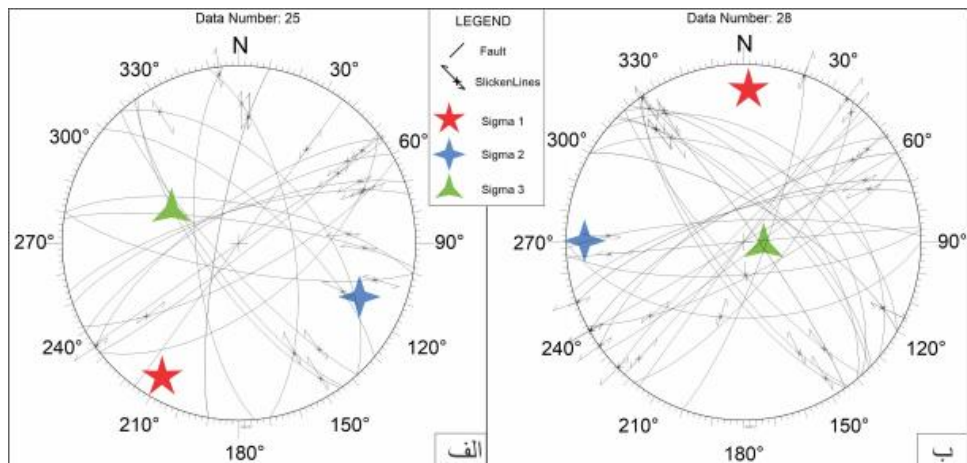 Data Number: 25
N
30°
60°
90°
120°
150°
180°
210°
240°
270°
300°
330°
الف
LEGEND
Fault
SlickenLines
Sigma 1
Sigma 2
Sigma 3
Data Number: 28
N
30°
60°
90°
120°
150°
180°
210°
240°
270°
300°
330°
ب